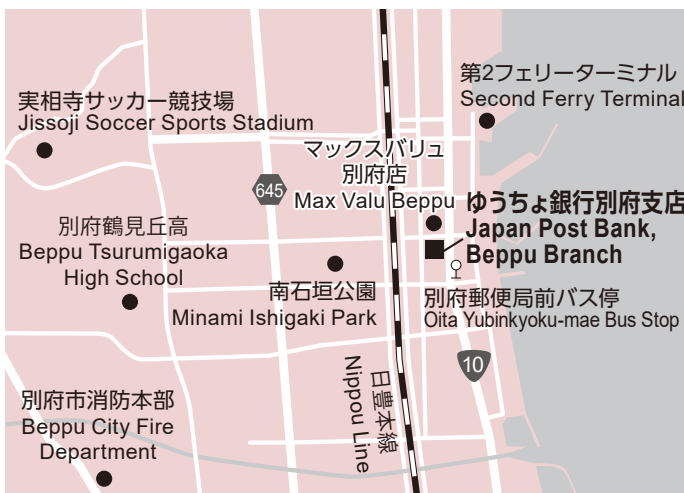 実相寺サッカー競技場
Jissoji Soccer Sports Stadium
第2フェリーターミナル
Second Ferry Terminal
マックスバリュ
別府店
Max Valu Beppu
645
ゆうちょ銀行別府支店
Japan Post Bank,
Beppu Branch
別府鶴見丘高
Beppu Tsurumigaoka
High School
南石垣公園
Minami Ishigaki Park
別府郵便局前バス停
Oita Yubinkyoku-mae Bus Stop
10
日豊本線
Nippou Line
別府市消防本部
Beppu City Fire
Department